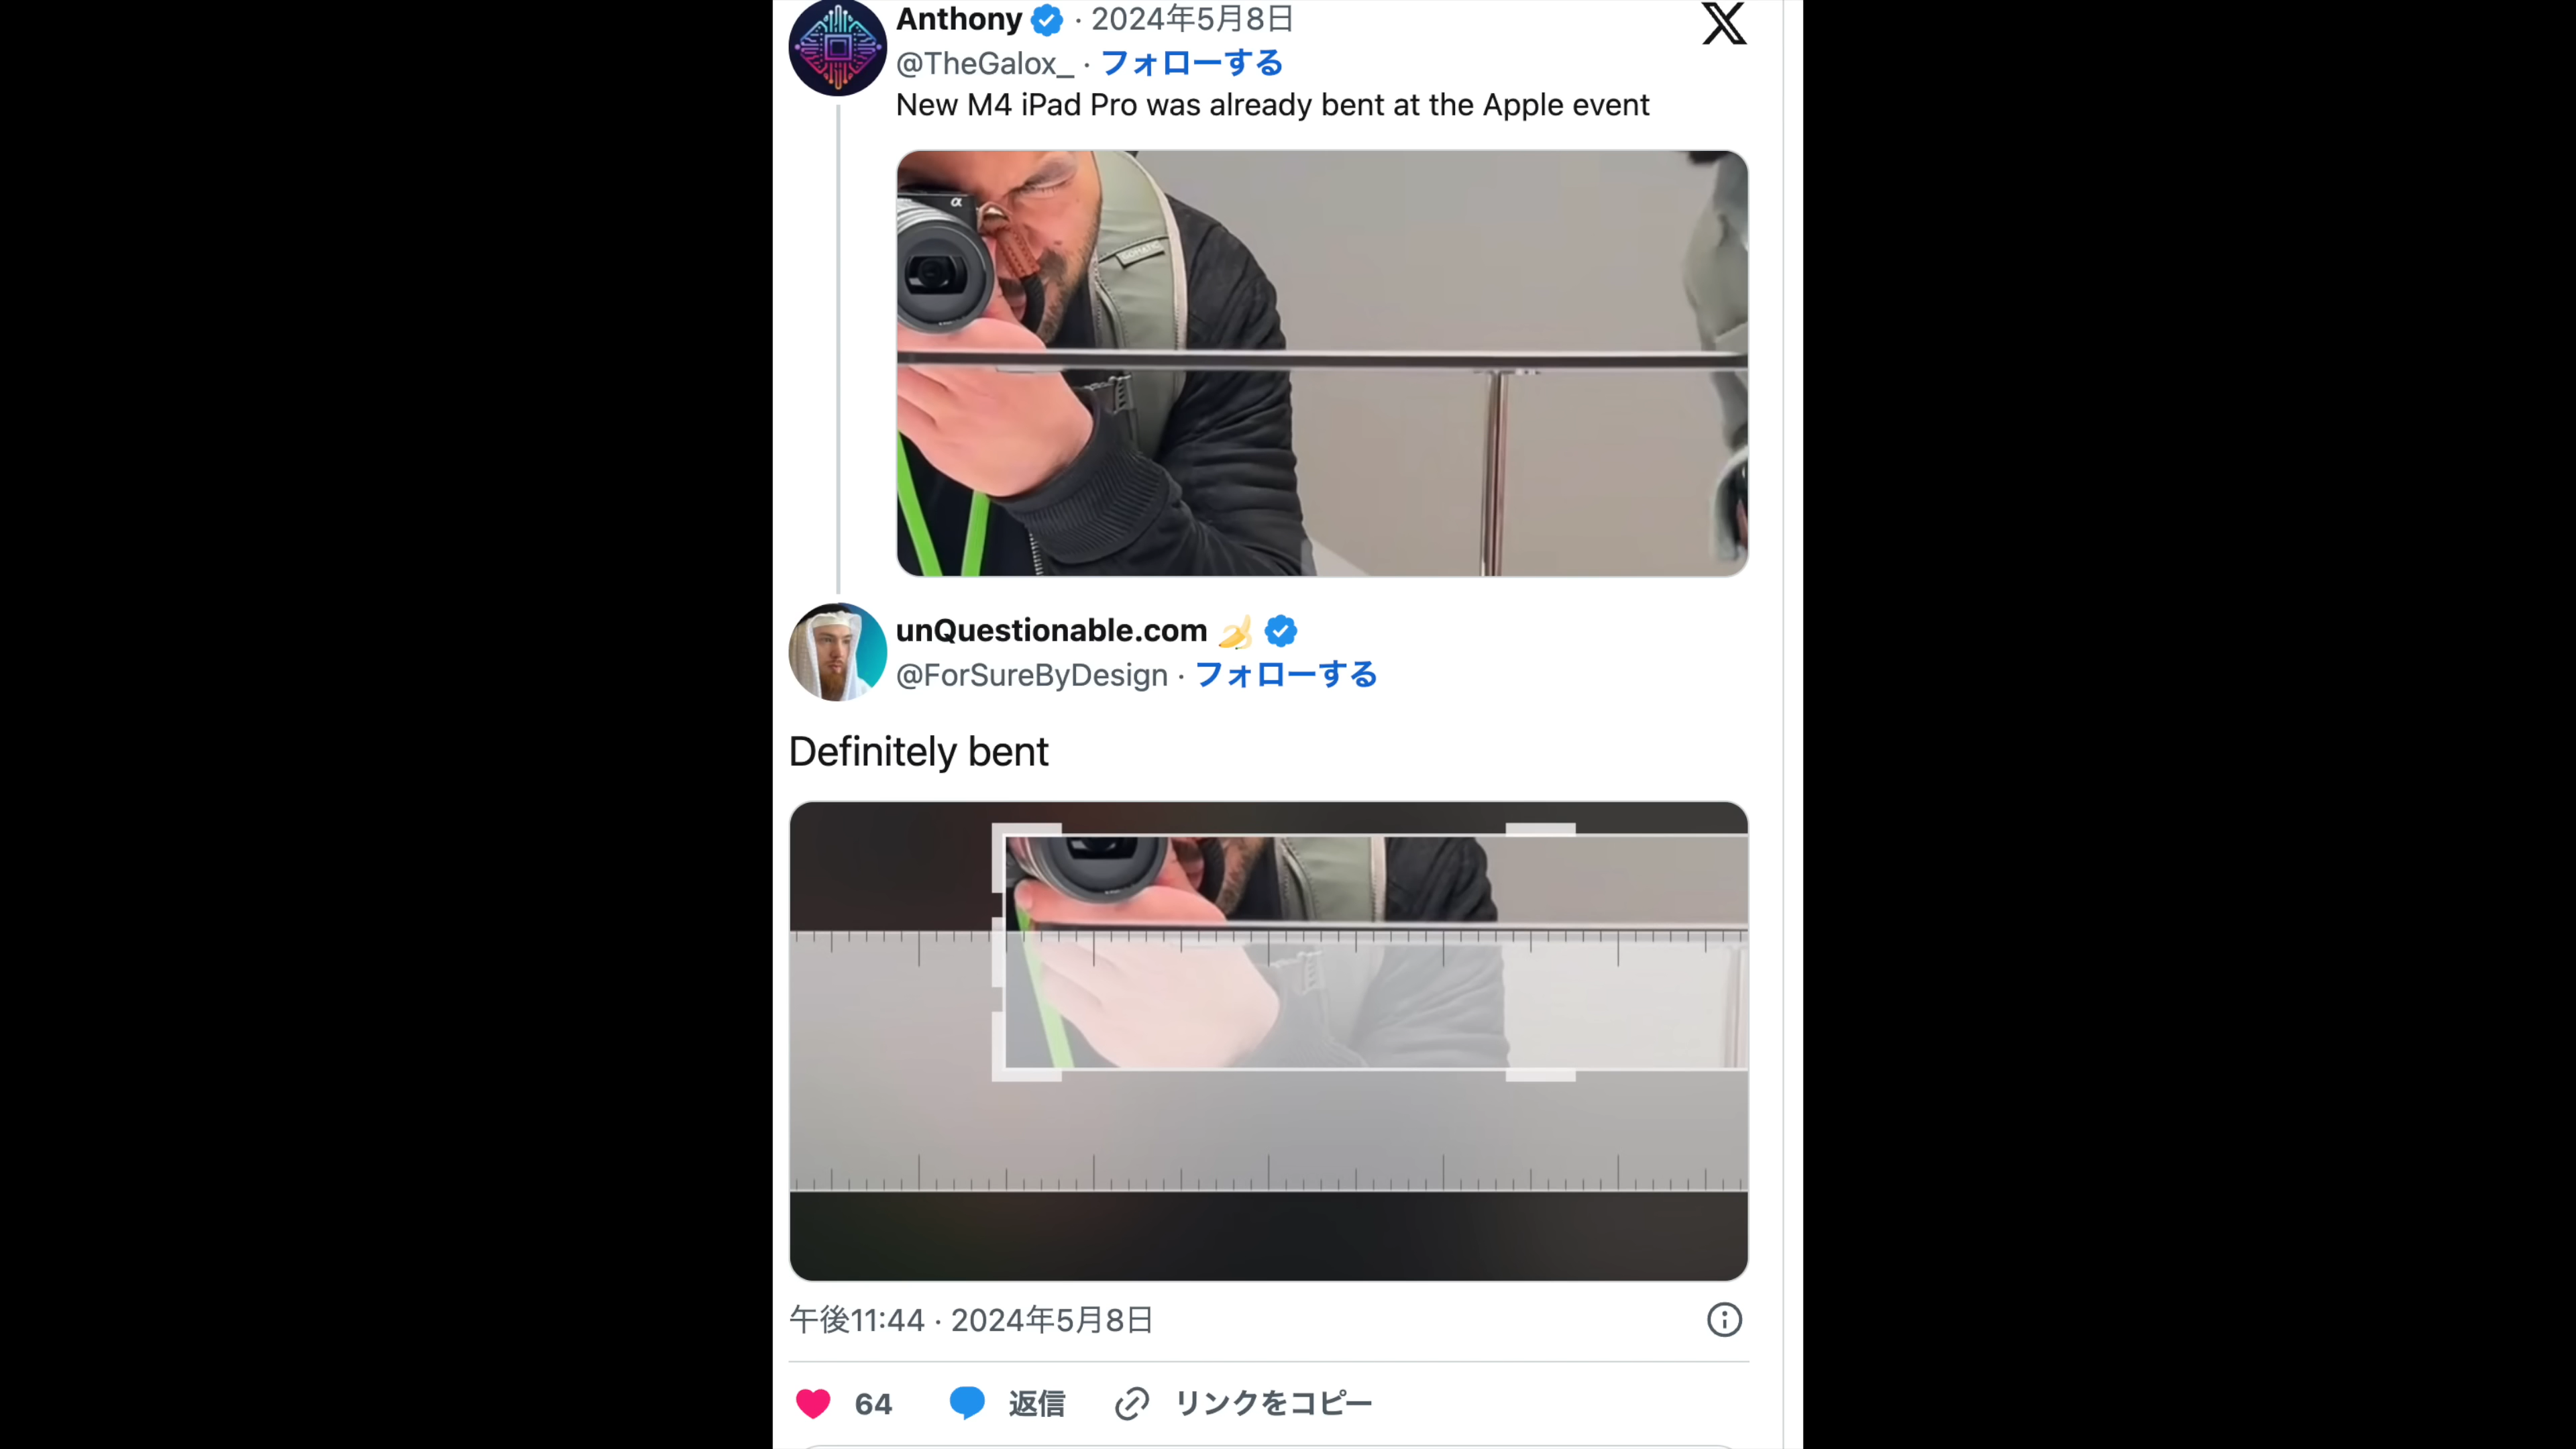 Anthony · 2024年5月8日
@TheGalox_ · フォローする
New M4 iPad Pro was already bent at the Apple event
α
GOMATIC
unQuestionable.com 🍌
@ForSureByDesign · フォローする
Definitely bent
午後11:44 · 2024年5月8日
64 返信 リンクをコピー